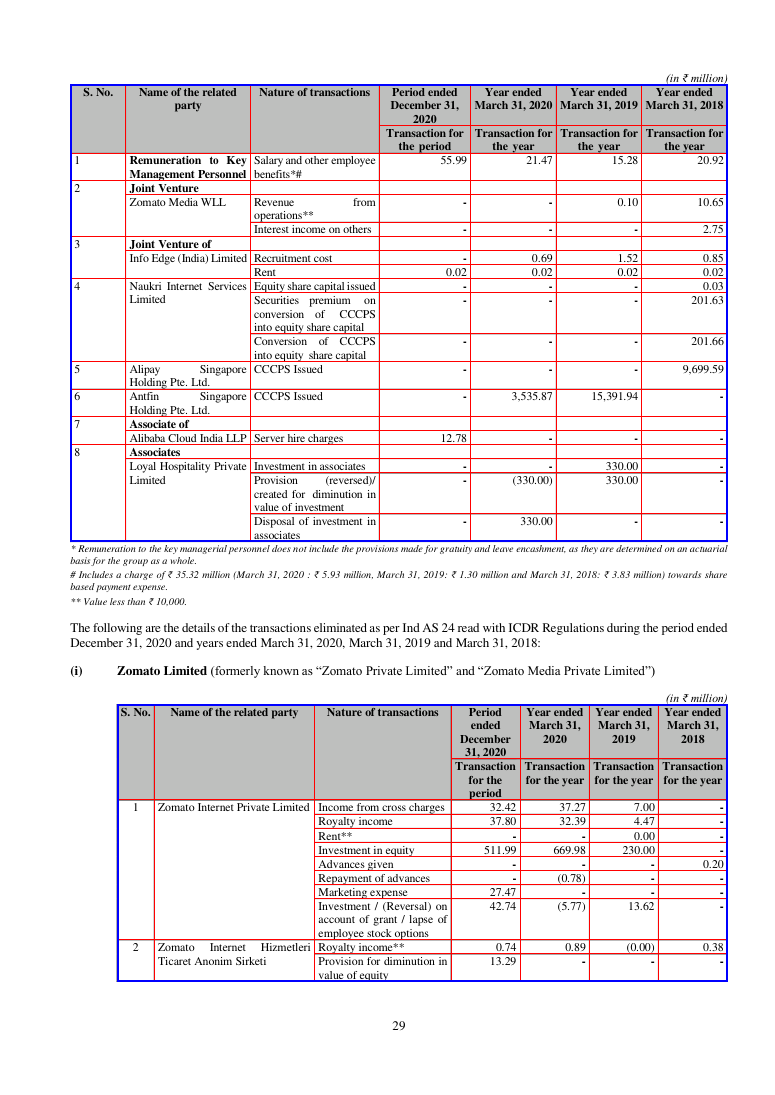 (in ₹ million)
S. No. Name of the related Nature of transactions Period ended Year ended Year ended Year ended
party December 31, March 31, 2020 March 31, 2019 March 31, 2018
2020
Transaction for Transaction for Transaction for Transaction for
the period the year the year the year
1 Remuneration to Key Salary and other employee 55.99 21.47 15.28 20.92
Management Personnel benefits*#
2 Joint Venture
Zomato Media WLL Revenue from - - 0.10 10.65
operations**
Interest income on others - - - 2.75
3 Joint Venture of
Info Edge (India) Limited Recruitment cost - 0.69 1.52 0.85
Rent 0.02 0.02 0.02 0.02
4 Naukri Internet Services Equity share capital issued - - - 0.03
Limited Securities premium on - - - 201.63
conversion of CCCPS
into equity share capital
Conversion of CCCPS - - - 201.66
into equity share capital
5 Alipay Singapore CCCPS Issued - - - 9,699.59
Holding Pte. Ltd.
6 Antfin Singapore CCCPS Issued - 3,535.87 15,391.94 -
Holding Pte. Ltd.
7 Associate of
Alibaba Cloud India LLP Server hire charges 12.78 - - -
8 Associates
Loyal Hospitality Private Investment in associates - - 330.00 -
Limited Provision (reversed)/ - (330.00) 330.00 -
created for diminution in
value of investment
Disposal of investment in - 330.00 - -
associates
* Remuneration to the key managerial personnel does not include the provisions made for gratuity and leave encashment, as they are determined on an actuarial
basis for the group as a whole.
# Includes a charge of ₹ 35.32 million (March 31, 2020 : ₹ 5.93 million, March 31, 2019: ₹ 1.30 million and March 31, 2018: ₹ 3.83 million) towards share
based payment expense.
** Value less than ₹ 10,000.
The following are the details of the transactions eliminated as per Ind AS 24 read with ICDR Regulations during the period ended
December 31, 2020 and years ended March 31, 2020, March 31, 2019 and March 31, 2018:
(i) Zomato Limited (formerly known as “Zomato Private Limited” and “Zomato Media Private Limited”)
(in ₹ million)
S. No. Name of the related party Nature of transactions Period Year ended Year ended Year ended
ended March 31, March 31, March 31,
December 2020 2019 2018
31, 2020
Transaction Transaction Transaction Transaction
for the for the year for the year for the year
period
1 Zomato Internet Private Limited Income from cross charges 32.42 37.27 7.00 -
Royalty income 37.80 32.39 4.47 -
Rent** - - 0.00 -
Investment in equity 511.99 669.98 230.00 -
Advances given - - - 0.20
Repayment of advances - (0.78) - -
Marketing expense 27.47 - - -
Investment / (Reversal) on 42.74 (5.77) 13.62 -
account of grant / lapse of
employee stock options
2 Zomato Internet Hizmetleri Royalty income** 0.74 0.89 (0.00) 0.38
Ticaret Anonim Sirketi Provision for diminution in 13.29 - - -
value of equity
29